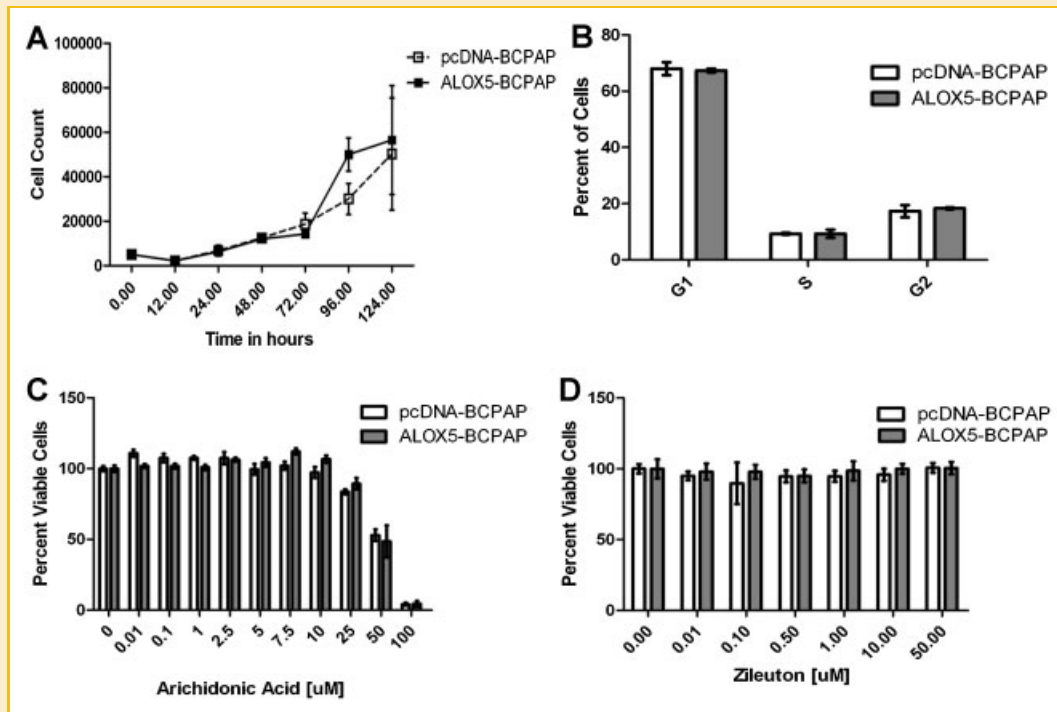 A
100000
80000
60000
40000
20000
0
Cell Count
0.00
12.00
24.00
48.00
72.00
96.00
124.00
Time in hours
pcDNA-BCPAP
ALOX5-BCPAP
B
80
60
40
20
0
Percent of Cells
G1
S
G2
pcDNA-BCPAP
ALOX5-BCPAP
C
150
100
50
0
Percent Viable Cells
0
0.01
0.1
1
2.5
5
7.5
10
25
50
100
Arichidonic Acid [uM]
pcDNA-BCPAP
ALOX5-BCPAP
D
150
100
50
0
Percent Viable Cells
0.00
0.01
0.10
0.50
1.00
10.00
50.00
Zileuton [uM]
pcDNA-BCPAP
ALOX5-BCPAP